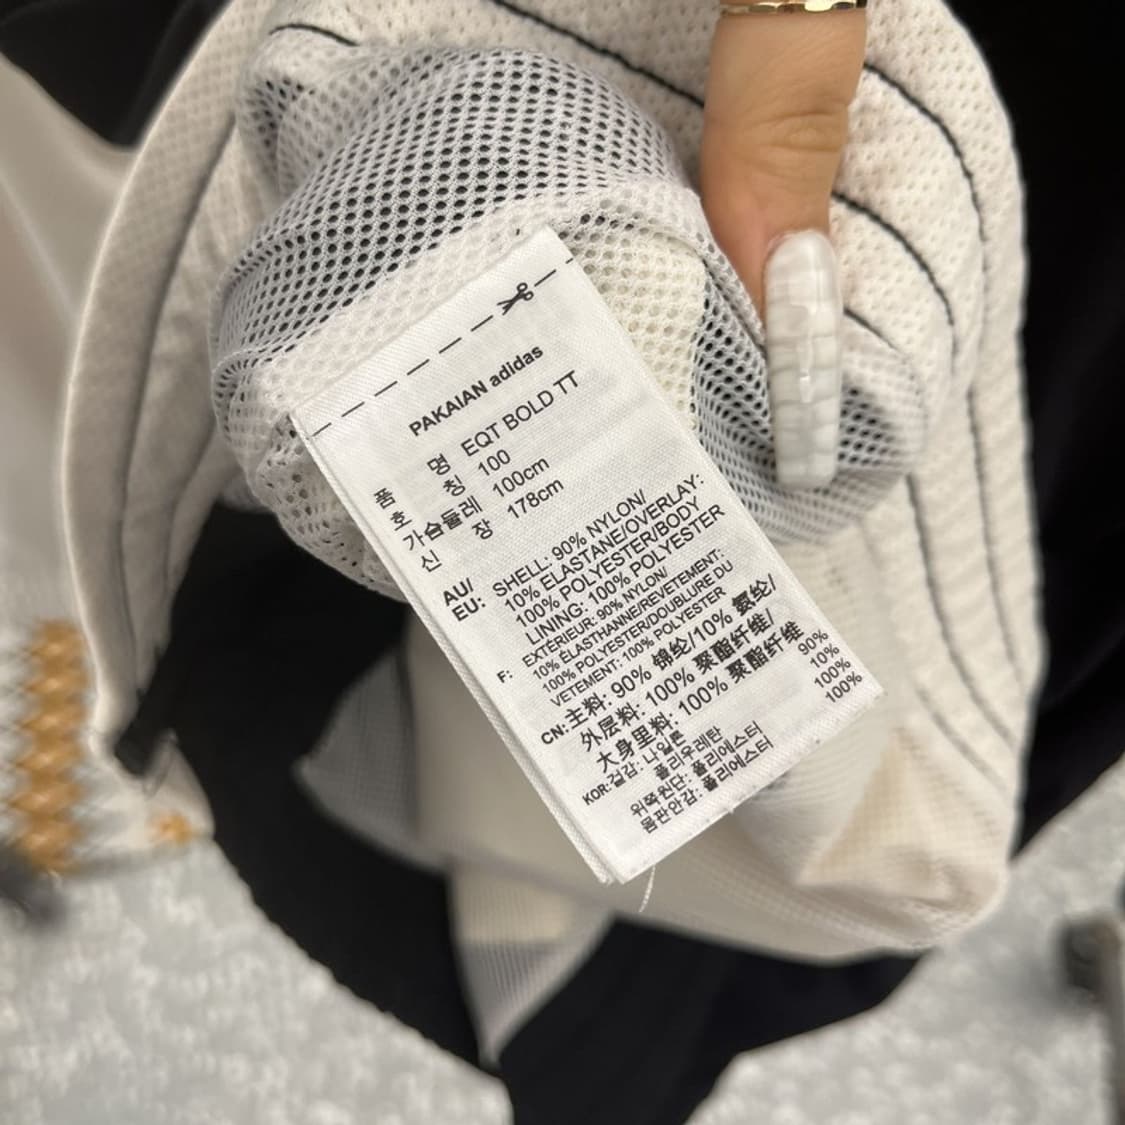 PAKAIAN adidas
품 명 EQT BOLD TT
호 칭 100
가슴둘레 100cm
신 장 178cm
AU/
EU: SHELL: 90% NYLON/
10% ELASTANE/OVERLAY:
100% POLYESTER/BODY
LINING: 100% POLYESTER
F: EXTÉRIEUR: 90% NYLON/
10% ÉLASTHANNE/REVETEMENT:
100% POLYESTER/DOUBLURE DU
VETEMENT: 100% POLYESTER
CN: 主料: 90% 锦纶/10% 氨纶/
外层料: 100% 聚酯纤维/
大身里料: 100% 聚酯纤维
KOR: 겉감: 나일론 90%
폴리우레탄 10%
위쪽원단: 폴리에스터 100%
몸판안감: 폴리에스터 100%